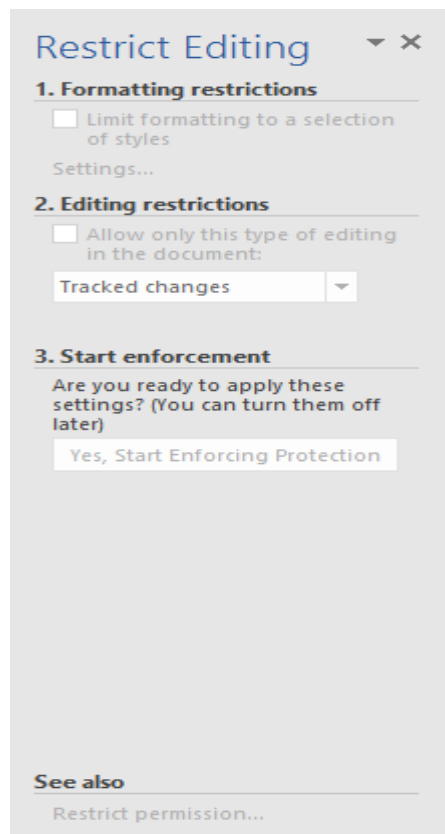 Restrict Editing
1. Formatting restrictions
Limit formatting to a selection
of styles
Settings...
2. Editing restrictions
Allow only this type of editing
in the document:
Tracked changes
3. Start enforcement
Are you ready to apply these
settings? (You can turn them off
later)
Yes, Start Enforcing Protection
See also
Restrict permission...